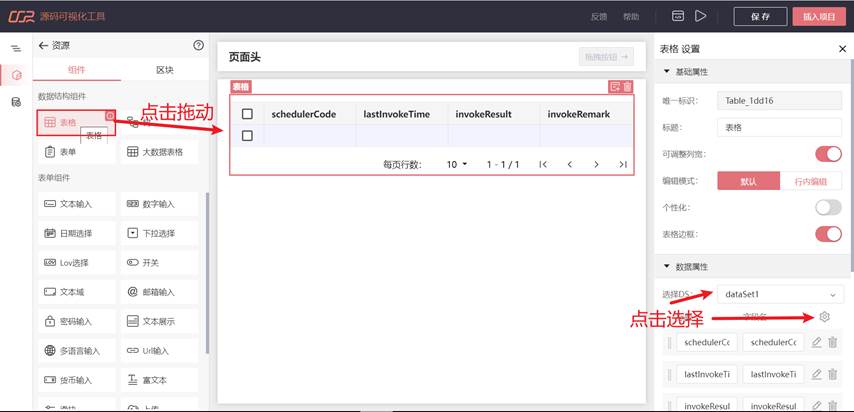 源码可视化工具
反馈
帮助
保存
插入项目
资源
组件
区块
数据结构组件
表格
表格
表单
大数据表格
点击拖动
表单组件
文本输入
数字输入
日期选择
下拉选择
Lov选择
开关
文本域
邮箱输入
密码输入
文本展示
多语言输入
Url输入
货币输入
富文本
页面头
拖拽按钮 →
表格
schedulerCode
lastInvokeTime
invokeResult
invokeRemark
每页行数:
10
1 - 1 / 1
表格 设置
基础属性
唯一标识:
Table_1dd16
标题:
表格
可调整列宽:
编辑模式:
默认
行内编辑
个性化:
表格边框:
数据属性
选择DS:
dataSet1
点击选择
schedulerCc
schedulerCc
lastInvokeTi
lastInvokeTi
invokeResul
invokeResul